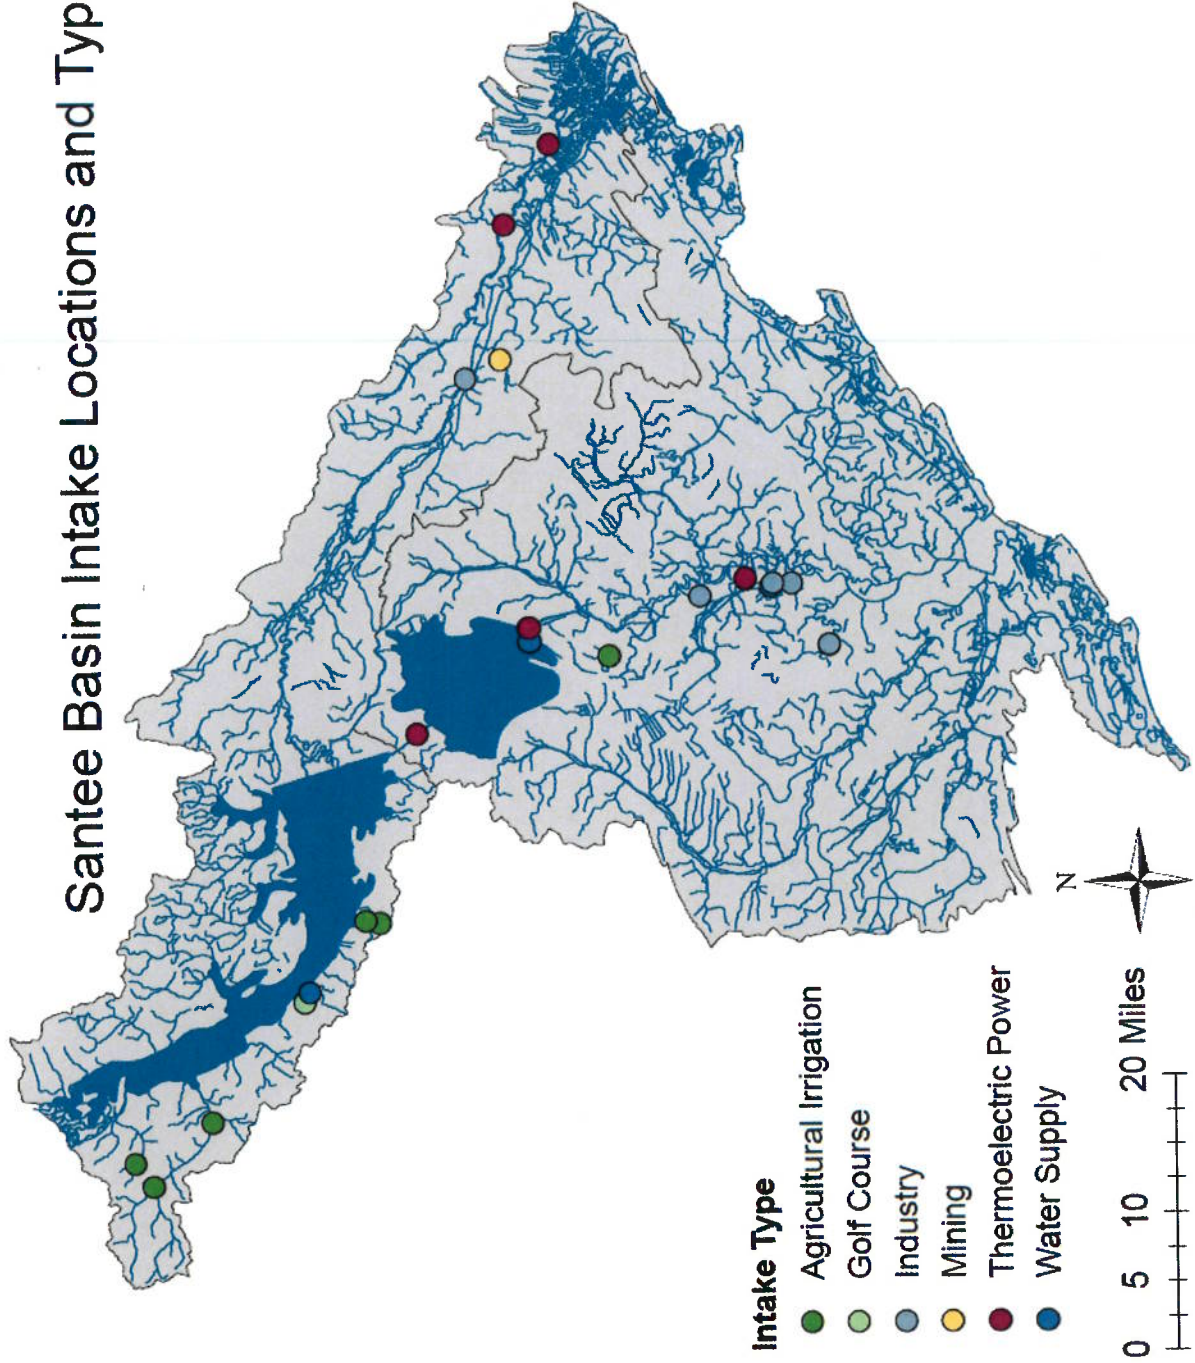 Santee Basin Intake Locations and Typ
N
Intake Type
Agricultural Irrigation
Golf Course
Industry
Mining
Thermoelectric Power
Water Supply
0 5 10 20 Miles